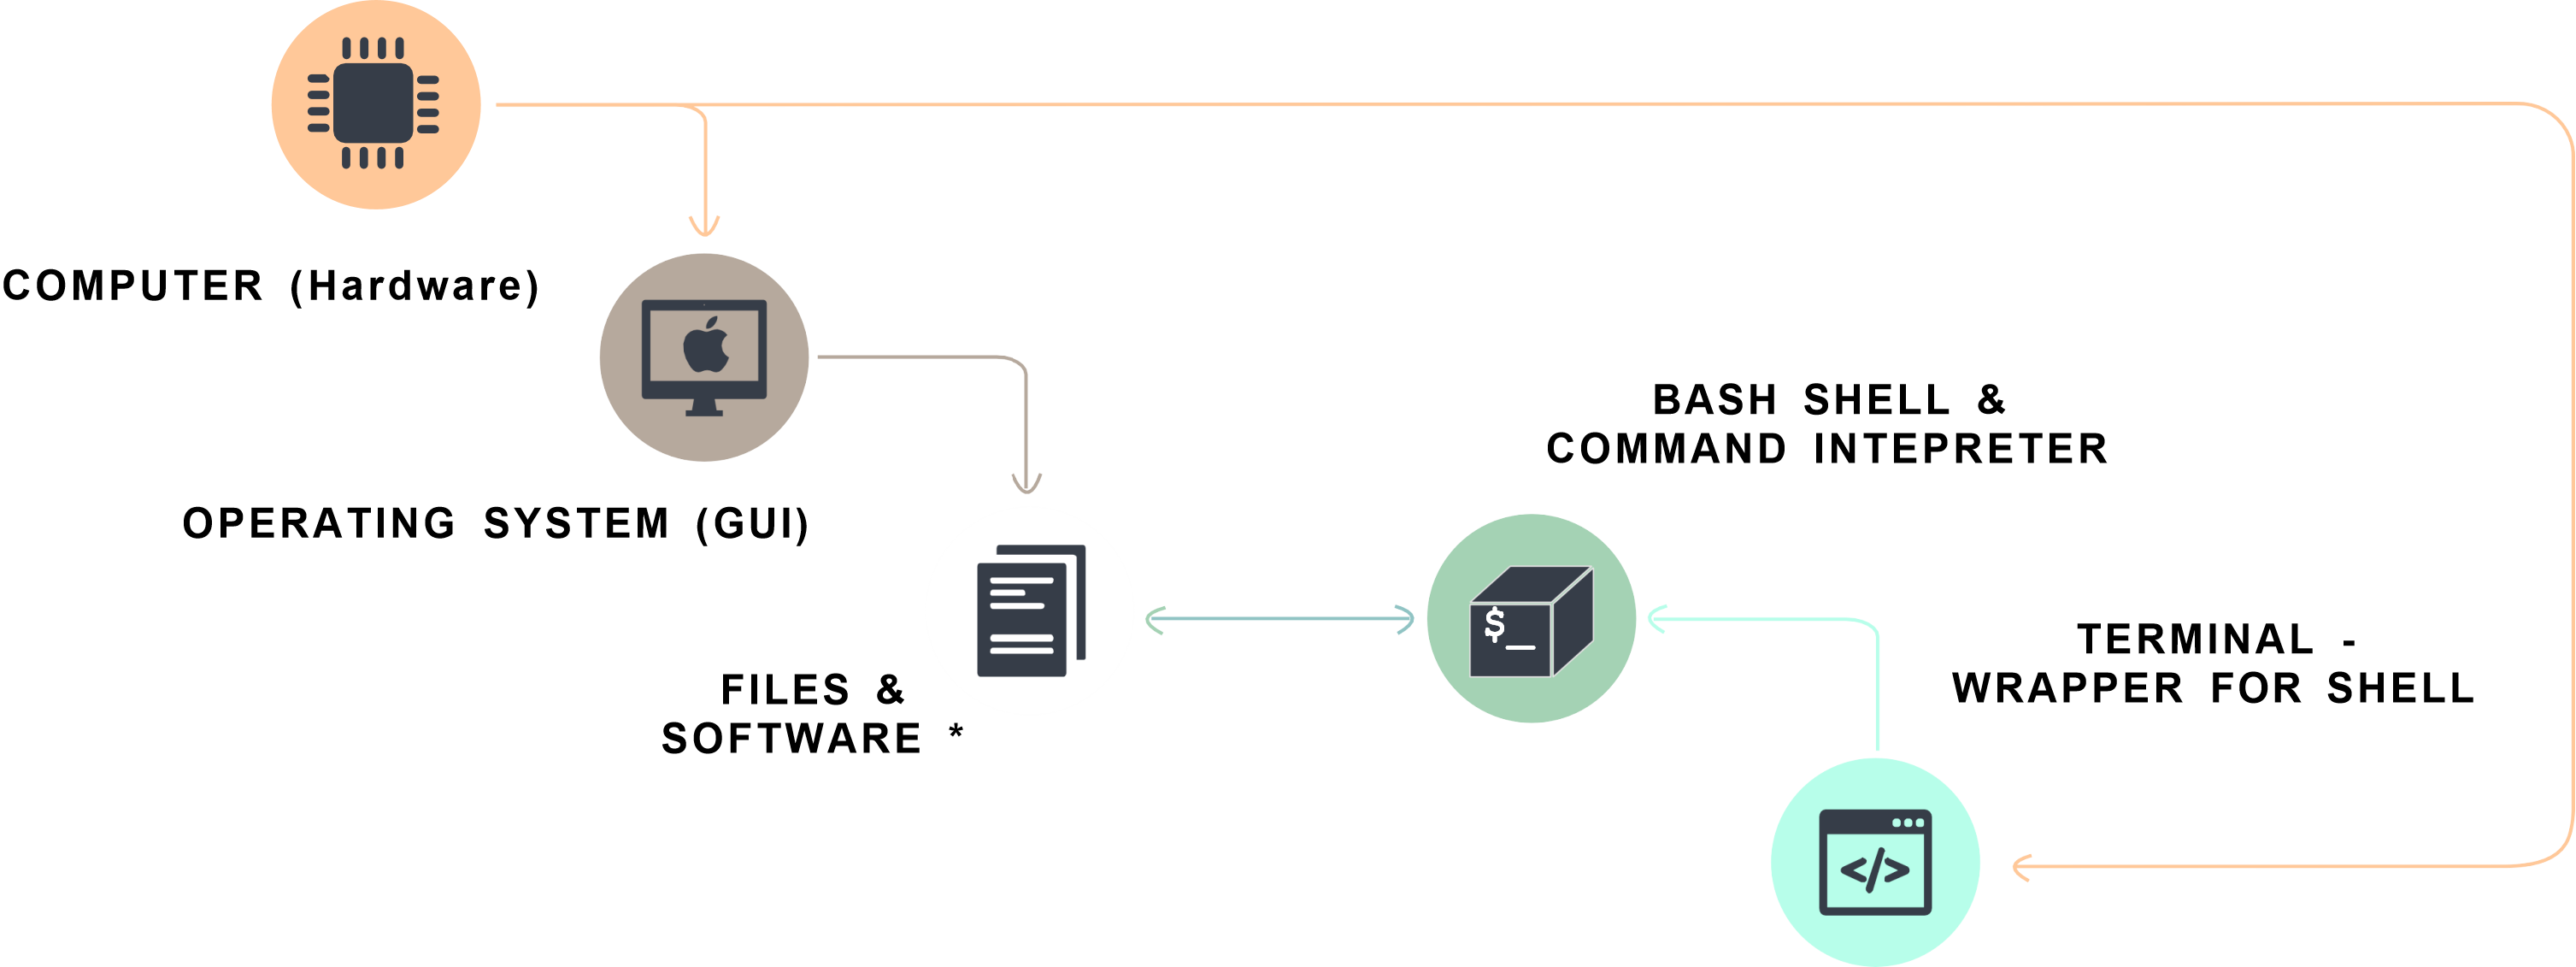 COMPUTER (Hardware)
OPERATING SYSTEM (GUI)
FILES &
SOFTWARE *
BASH SHELL &
COMMAND INTEPRETER
$_
TERMINAL -
WRAPPER FOR SHELL
</>